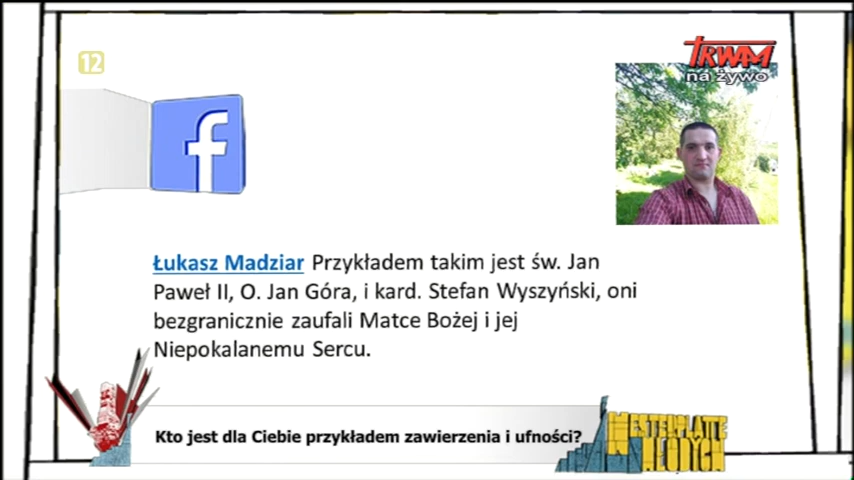 12
TRWAM
na żywo
f
Łukasz Madziar Przykładem takim jest św. Jan
Paweł II, O. Jan Góra, i kard. Stefan Wyszyński, oni
bezgranicznie zaufali Matce Bożej i jej
Niepokalanemu Sercu.
Kto jest dla Ciebie przykładem zawierzenia i ufności?
WESTERPLATTE
MŁODYCH